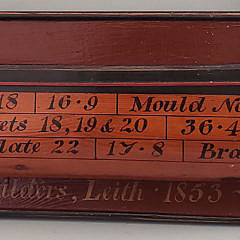 18 16·9 Mould No
ets 18, 19 & 20 36·4
late 22 17·8 Bra
ilders, Leith · 1853